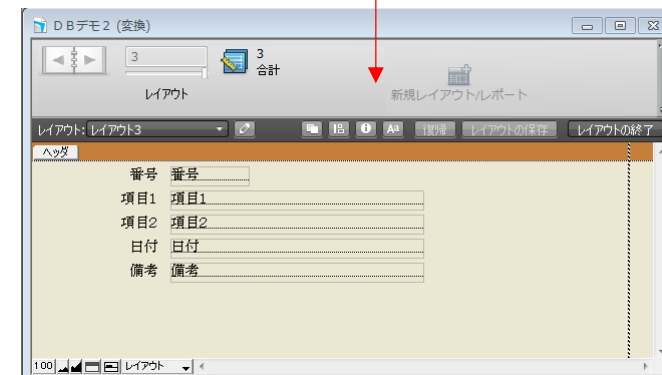 DBデモ2 (変換)
3
3
合計
レイアウト
新規レイアウト/レポート
レイアウト: レイアウト3
復帰
レイアウトの保存
レイアウトの終了
ヘッダ
番号 番号
項目1 項目1
項目2 項目2
日付 日付
備考 備考
100 レイアウト